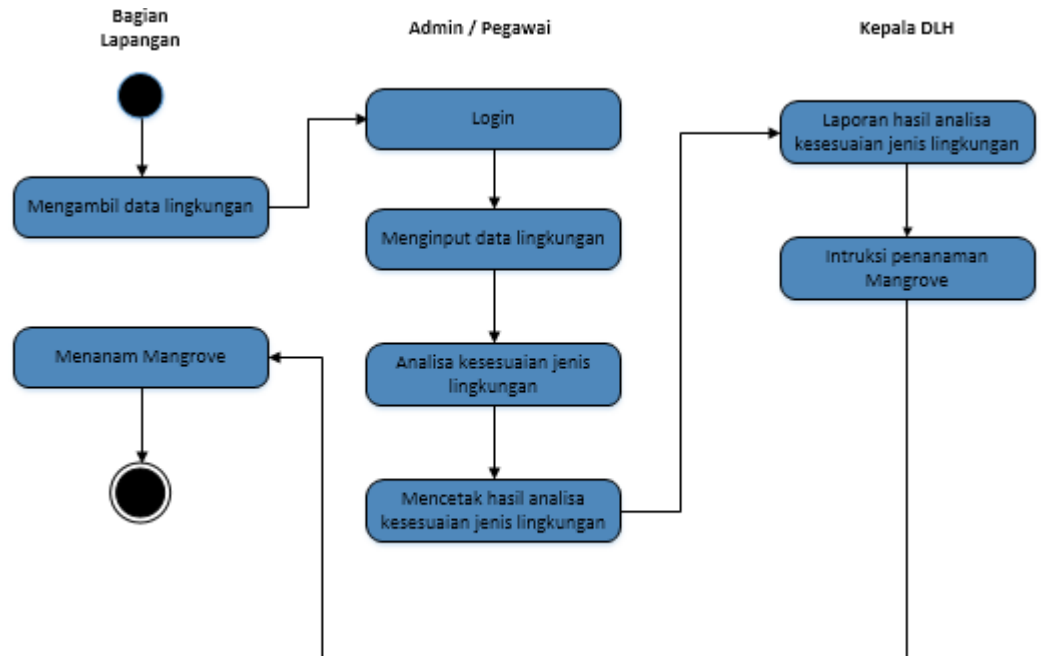 Bagian
Lapangan
Admin / Pegawai
Kepala DLH
Mengambil data lingkungan
Menanam Mangrove
Login
Menginput data lingkungan
Analisa kesesuaian jenis
lingkungan
Mencetak hasil analisa
kesesuaian jenis lingkungan
Laporan hasil analisa
kesesuaian jenis lingkungan
Intruksi penanaman
Mangrove